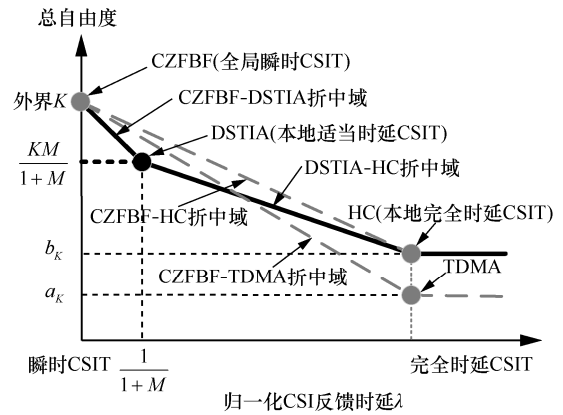 总自由度
CZFBF(全局瞬时CSIT)
外界K
CZFBF-DSTIA折中域
DSTIA(本地适当时延CSIT)
KM
1+M
DSTIA-HC折中域
CZFBF-HC折中域
HC(本地完全时延CSIT)
b_K
CZFBF-TDMA折中域
TDMA
a_K
瞬时CSIT
1
1+M
完全时延CSIT
归一化CSI反馈时延λ